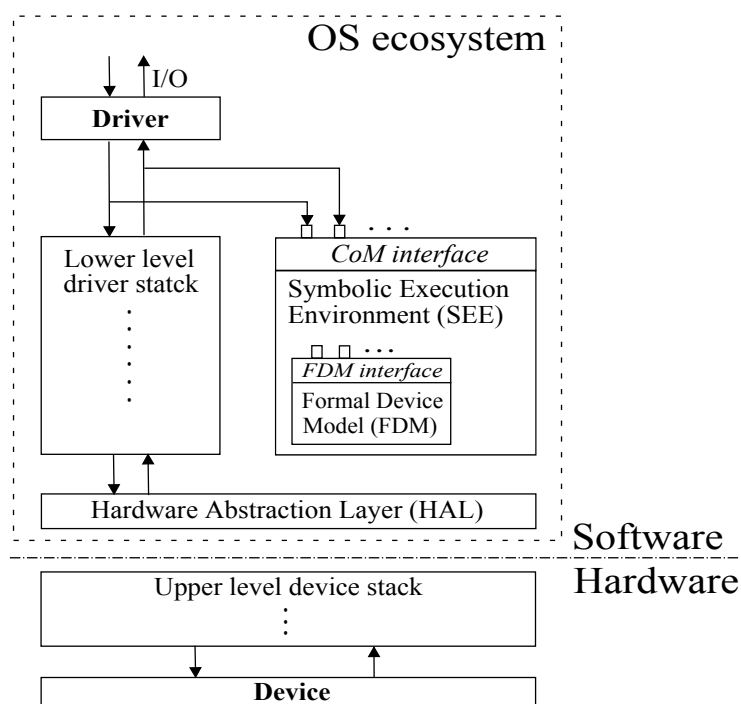 OS ecosystem
I/O
Driver
Lower level
driver statck
CoM interface
Symbolic Execution
Environment (SEE)
FDM interface
Formal Device
Model (FDM)
Hardware Abstraction Layer (HAL)
Software
Hardware
Upper level device stack
Device